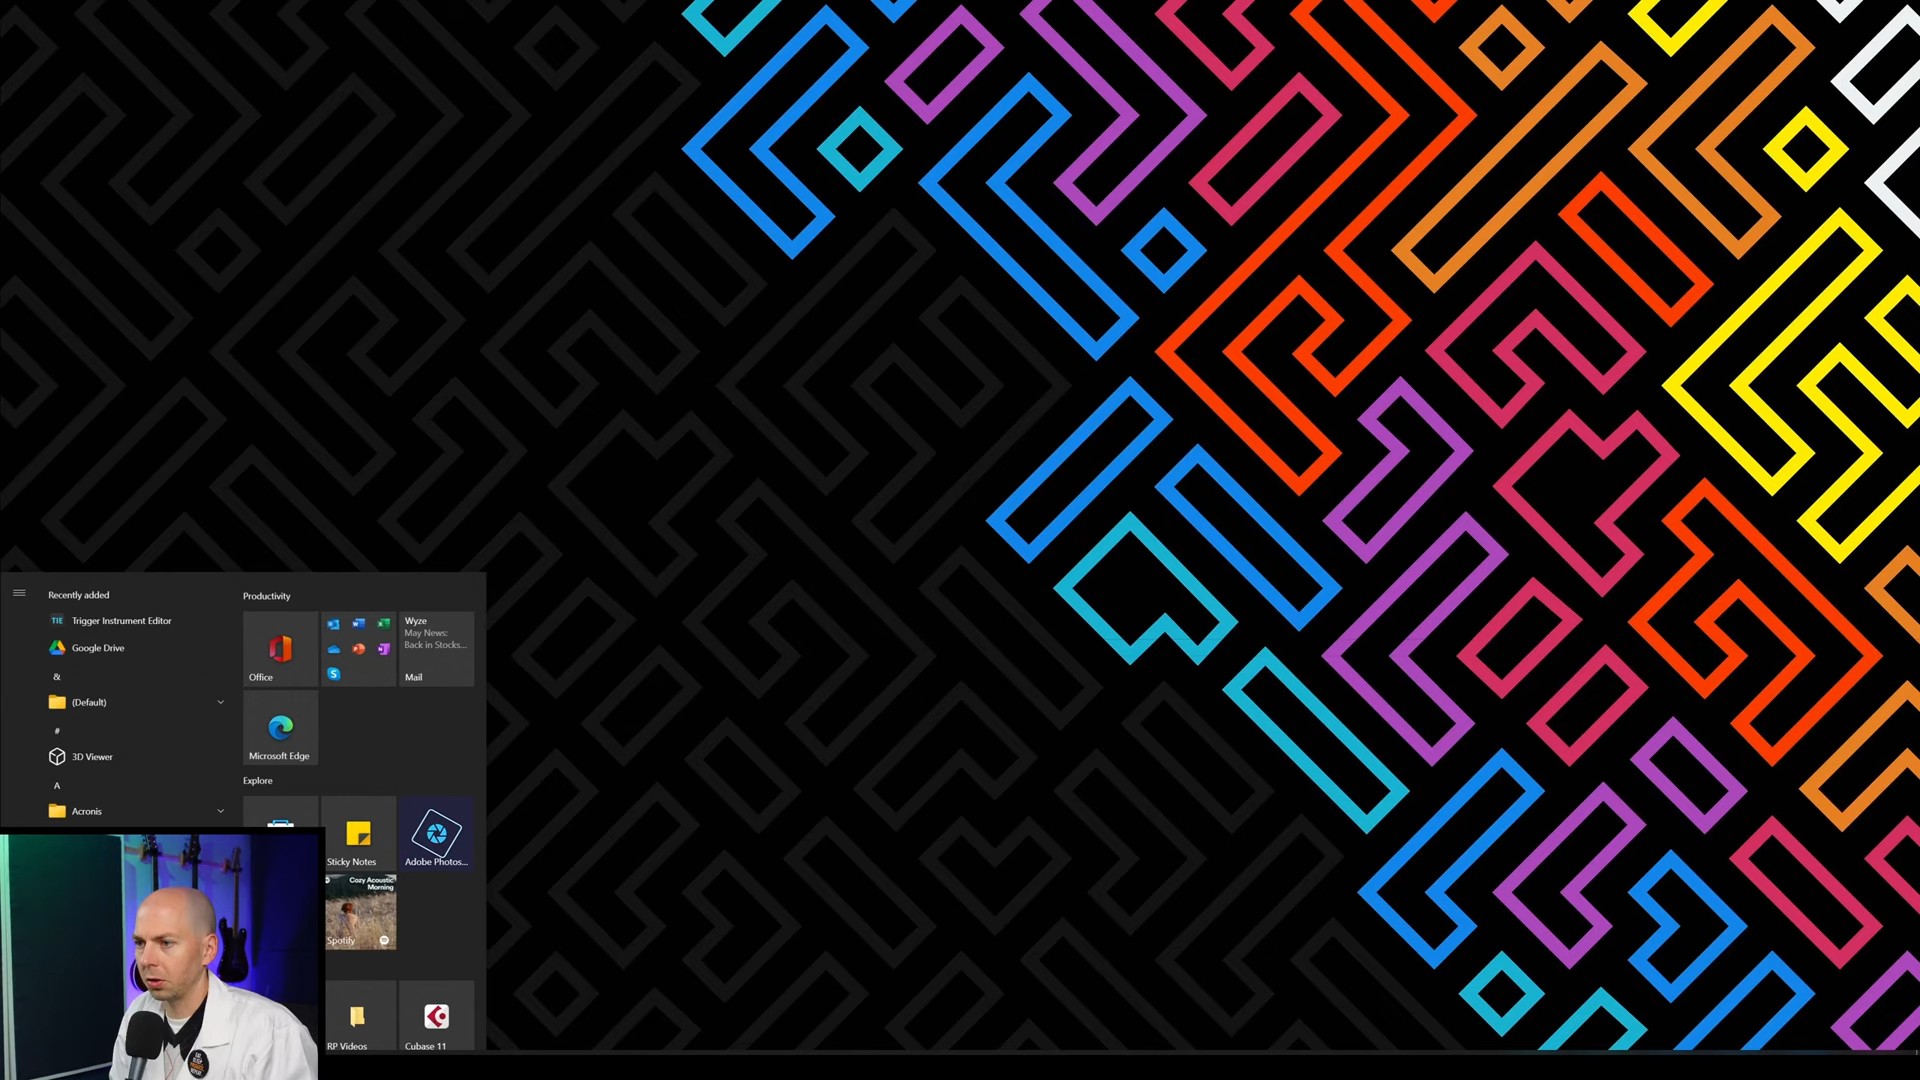 Recently added
TIE Trigger Instrument Editor
Google Drive
&
(Default)
#
3D Viewer
A
Acronis
Productivity
Office
Wyze
May News:
Back in Stocks...
Mail
Microsoft Edge
Explore
Sticky Notes
Adobe Photos...
Cozy Acoustic
Morning
Spotify
RP Videos
Cubase 11